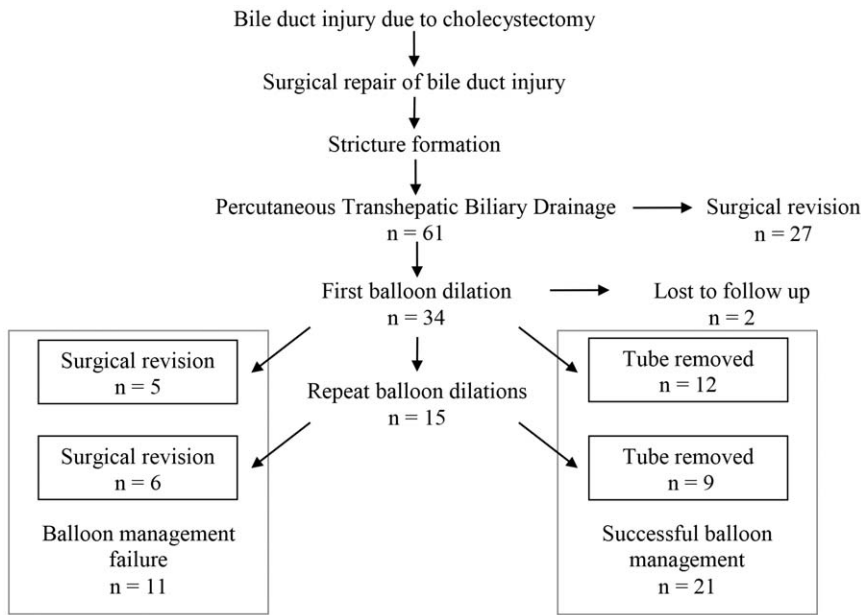 Bile duct injury due to cholecystectomy
Surgical repair of bile duct injury
Stricture formation
Percutaneous Transhepatic Biliary Drainage
n = 61
Surgical revision
n = 27
First balloon dilation
n = 34
Lost to follow up
n = 2
Surgical revision
n = 5
Repeat balloon dilations
n = 15
Tube removed
n = 12
Surgical revision
n = 6
Tube removed
n = 9
Balloon management
failure
n = 11
Successful balloon
management
n = 21